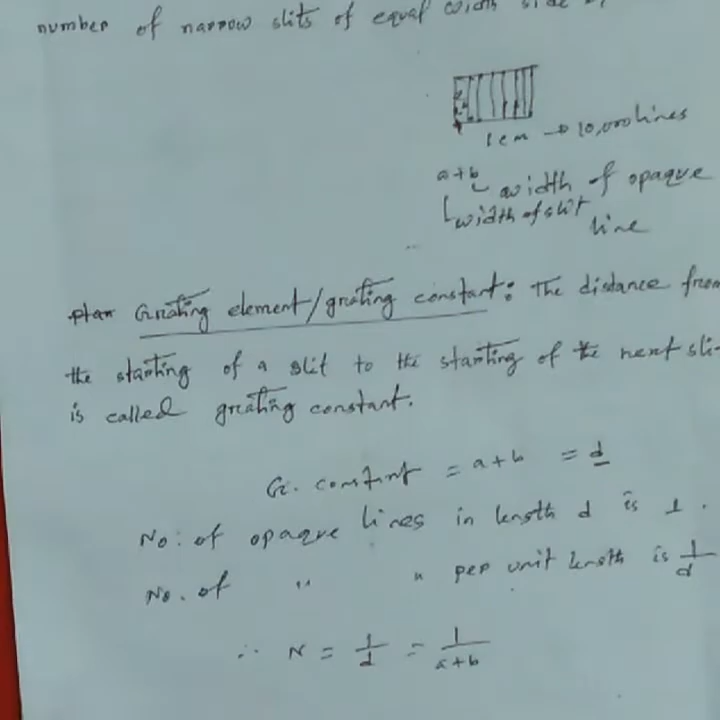 number of narrow slits of equal width side
1 cm → 10,000 lines
a+b
width of opaque
width of slit
line
Grating element/grating constant: The distance from
the starting of a slit to the starting of the next sli
is called grating constant.
G. constant = a+b = d
No: of opaque lines in length d is 1.
No. of " " per unit length is 1/d
∴ N = 1/d = 1/a+b